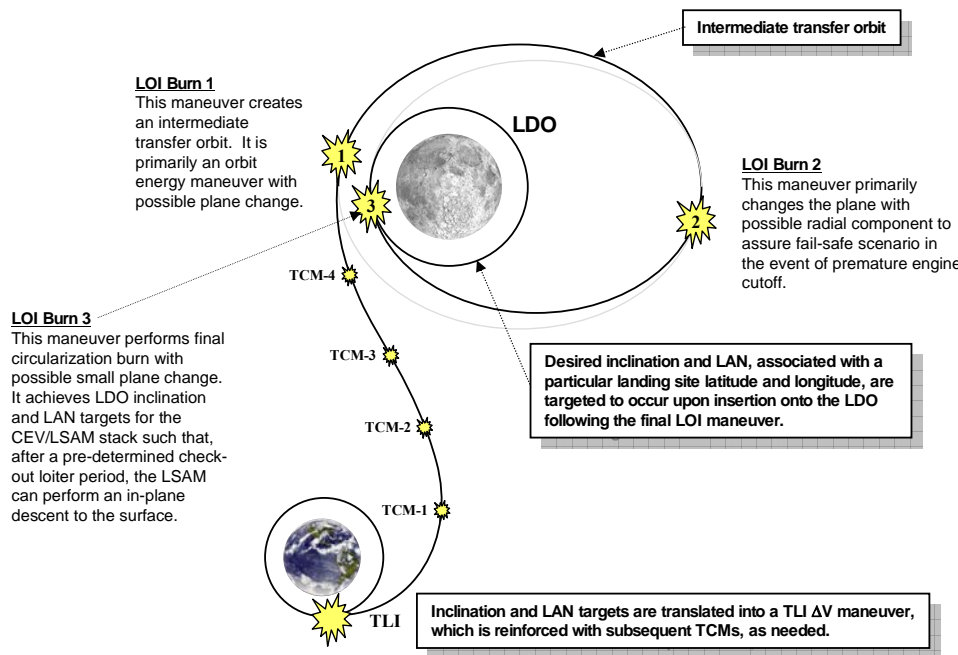 Intermediate transfer orbit
LOI Burn 1
This maneuver creates
an intermediate
transfer orbit.  It is
primarily an orbit
energy maneuver with
possible plane change.
LDO
1
3
2
LOI Burn 2
This maneuver primarily
changes the plane with
possible radial component to
assure fail-safe scenario in
the event of premature engine
cutoff.
TCM-4
LOI Burn 3
This maneuver performs final
circularization burn with
possible small plane change.
It achieves LDO inclination
and LAN targets for the
CEV/LSAM stack such that,
after a pre-determined check-
out loiter period, the LSAM
can perform an in-plane
descent to the surface.
TCM-3
Desired inclination and LAN, associated with a
particular landing site latitude and longitude, are
targeted to occur upon insertion onto the LDO
following the final LOI maneuver.
TCM-2
TCM-1
TLI
Inclination and LAN targets are translated into a TLI ΔV maneuver,
which is reinforced with subsequent TCMs, as needed.